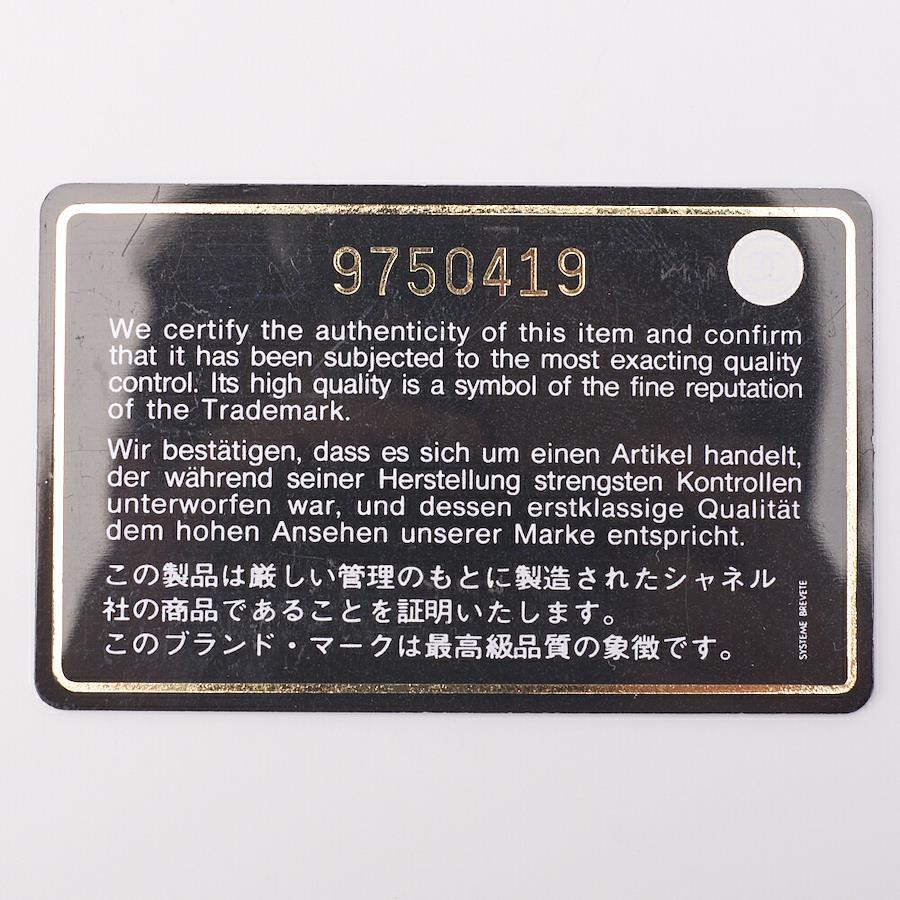 9750419
We certify the authenticity of this item and confirm
that it has been subjected to the most exacting quality
control. Its high quality is a symbol of the fine reputation
of the Trademark.
Wir bestätigen, dass es sich um einen Artikel handelt,
der während seiner Herstellung strengsten Kontrollen
unterworfen war, und dessen erstklassige Qualität
dem hohen Ansehen unserer Marke entspricht.
この製品は厳しい管理のもとに製造されたシャネル
社の商品であることを証明いたします。
このブランド・マークは最高級品質の象徴です。
SYSTEME BREVETE